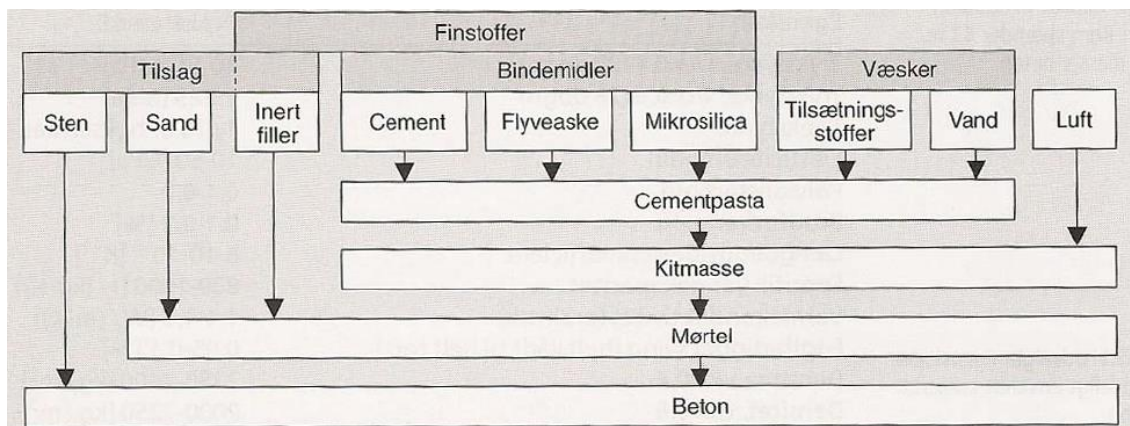 Finstoffer
Tilslag
Bindemidler
Væsker
Sten
Sand
Inert
filler
Cement
Flyveaske
Mikrosilica
Tilsætnings-
stoffer
Vand
Luft
Cementpasta
Kitmasse
Mørtel
Beton